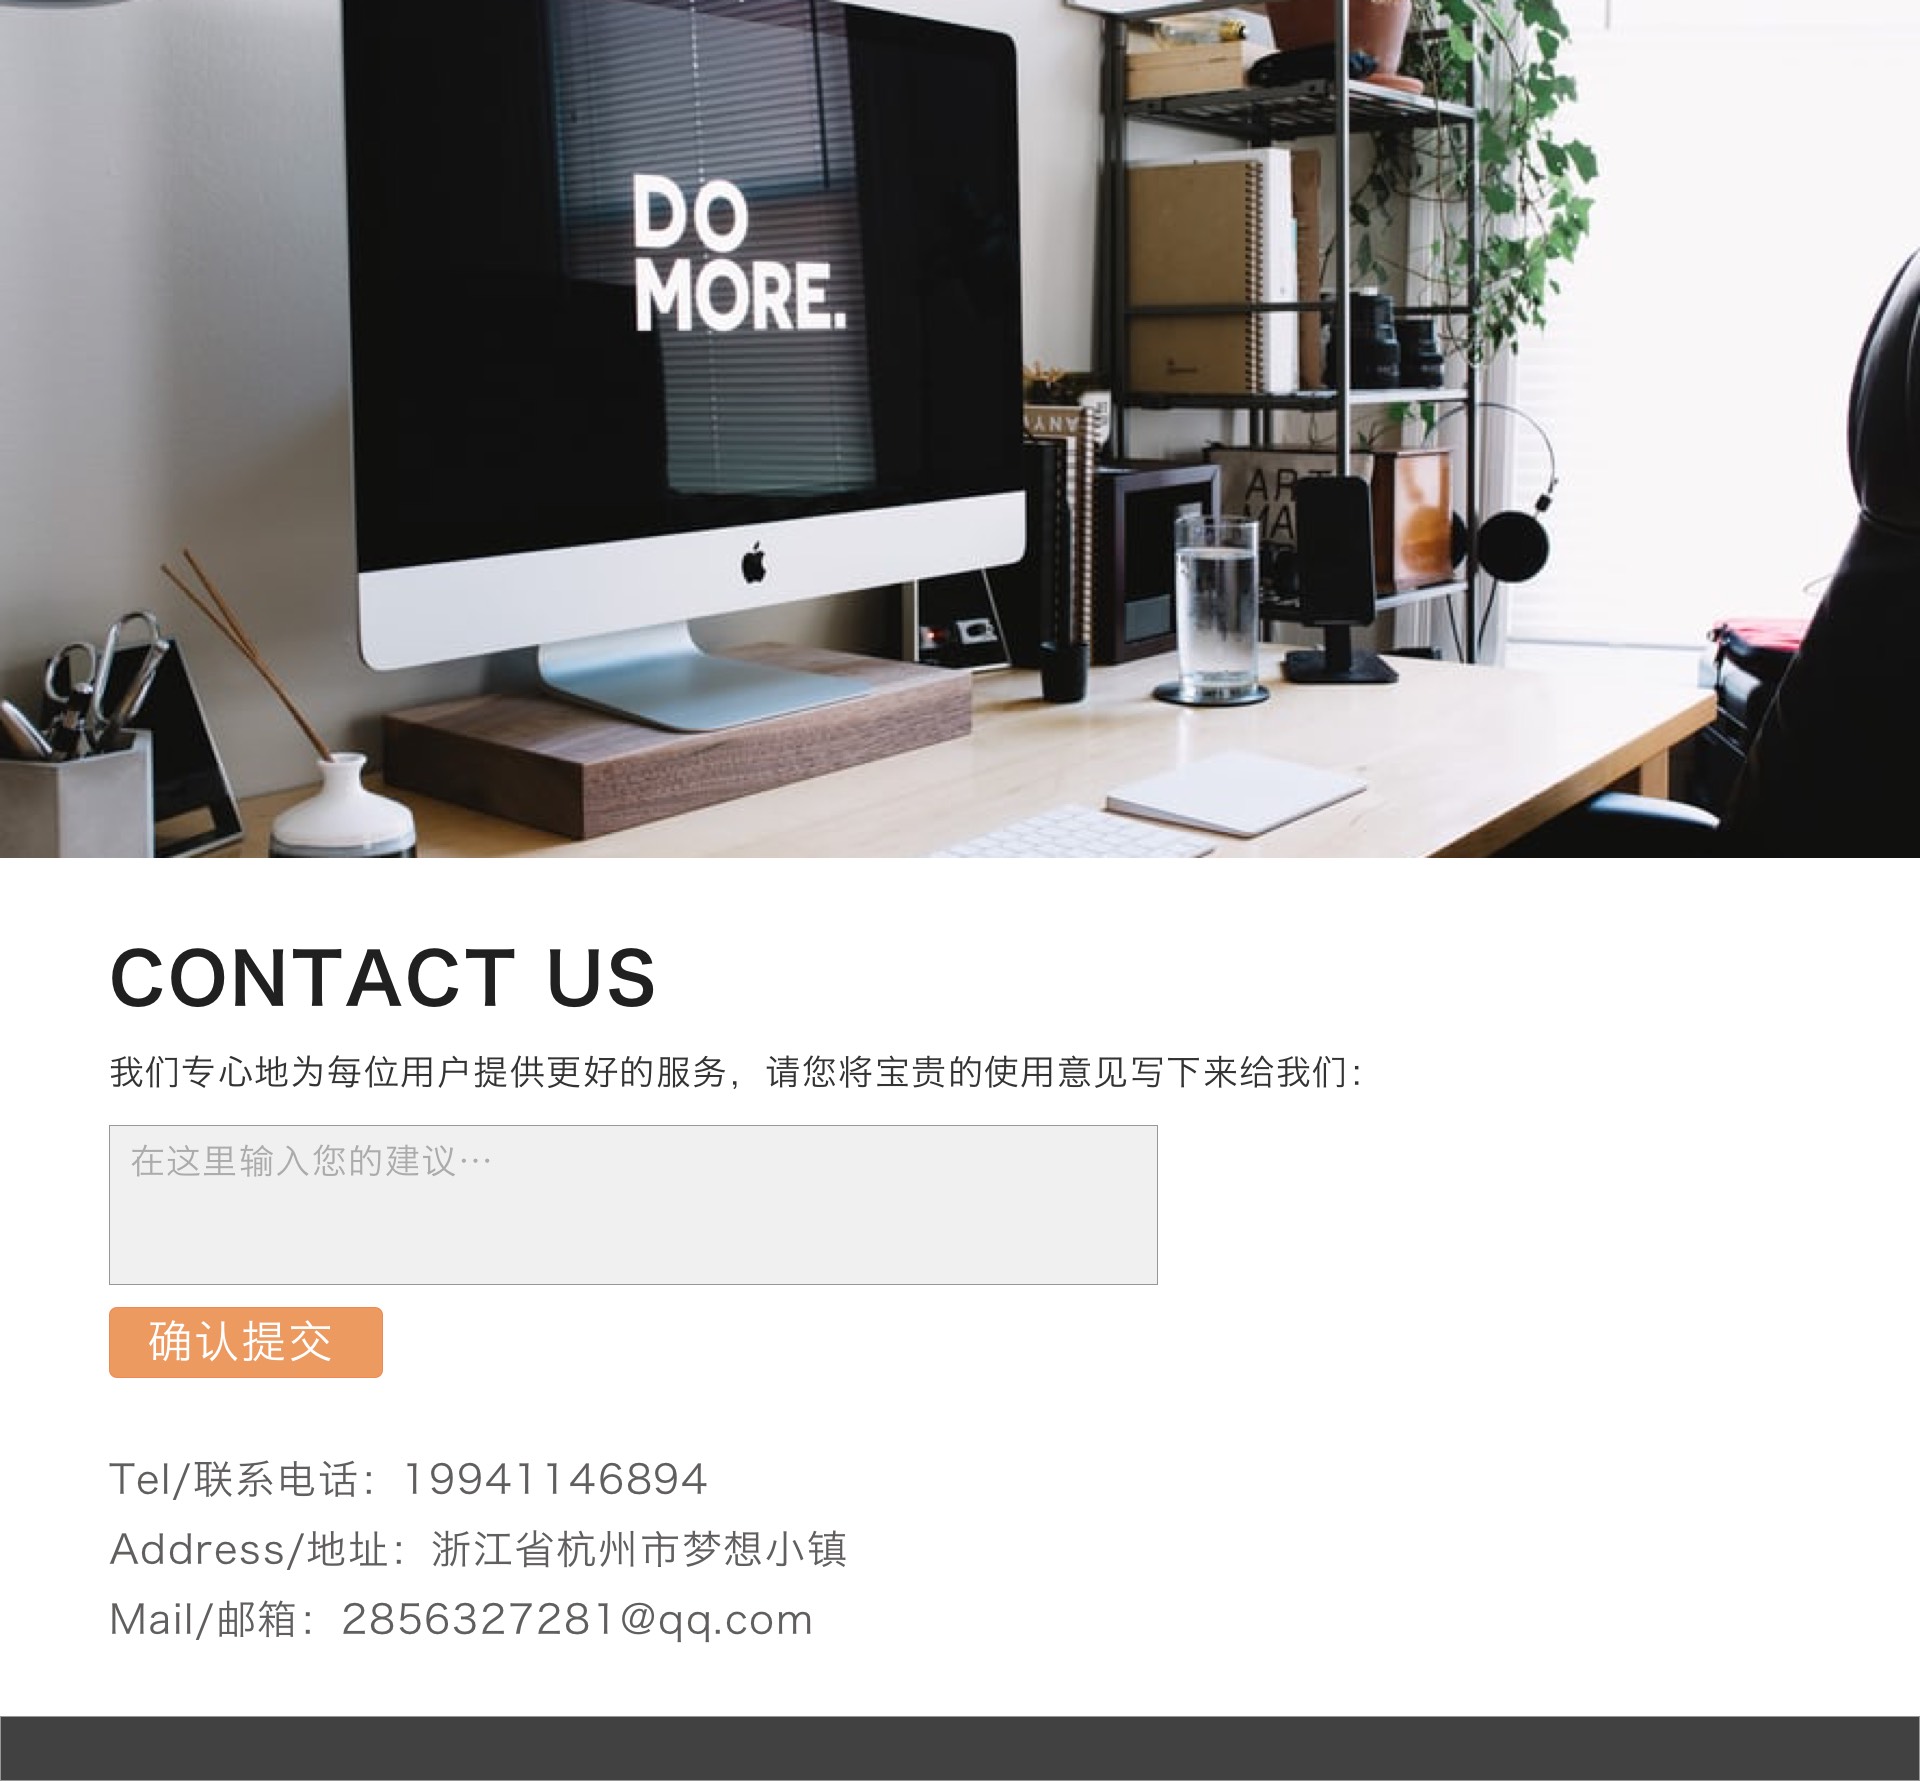 DO
MORE.
ANY
ART
MA
CONTACT US
我们专心地为每位用户提供更好的服务，请您将宝贵的使用意见写下来给我们：
在这里输入您的建议…
确认提交
Tel/联系电话：19941146894
Address/地址：浙江省杭州市梦想小镇
Mail/邮箱：2856327281@qq.com